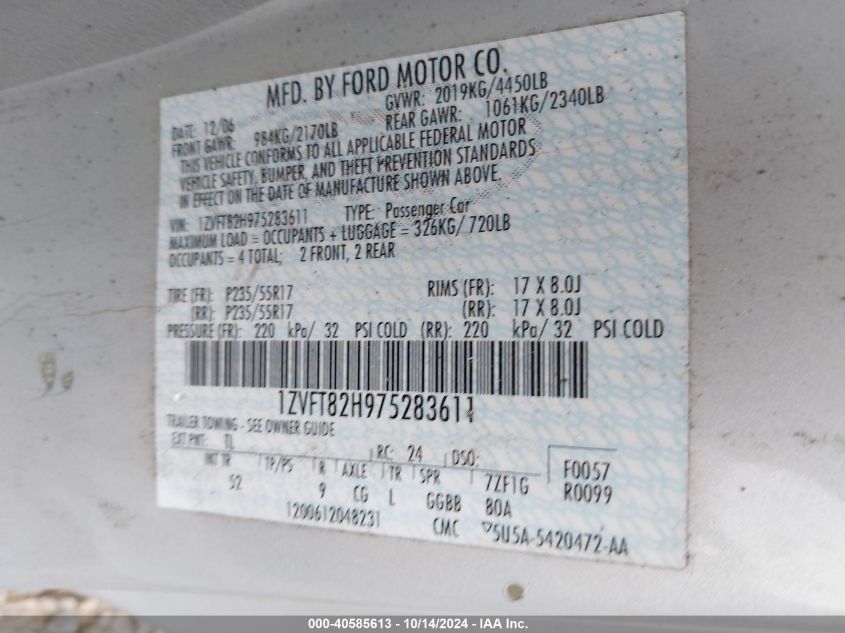 MFD. BY FORD MOTOR CO.
DATE: 12/06 GVWR: 2019KG/4450LB
FRONT GAWR: 984KG/2170LB REAR GAWR: 1061KG/2340LB
THIS VEHICLE CONFORMS TO ALL APPLICABLE FEDERAL MOTOR
VEHICLE SAFETY, BUMPER, AND THEFT PREVENTION STANDARDS
IN EFFECT ON THE DATE OF MANUFACTURE SHOWN ABOVE.
VIN: 1ZVFT82H975283611 TYPE: Passenger Car
MAXIMUM LOAD = OCCUPANTS + LUGGAGE = 326KG/ 720LB
OCCUPANTS = 4 TOTAL; 2 FRONT, 2 REAR
TIRE (FR): P235/55R17 RIMS (FR): 17 X 8.0J
(RR): P235/55R17 (RR): 17 X 8.0J
PRESSURE (FR): 220 kPa/ 32 PSI COLD (RR): 220 kPa/ 32 PSI COLD
1ZVFT82H975283611
TRAILER TOWING - SEE OWNER GUIDE
EXT PNT: TL RC: 24 DSO: F0057
INT TR TP/PS R AXLE TR SPR 7ZF1G R0099
52 9 CG L GGBB 80A
1200612048231 CMC 5U5A-5420472-AA
000-40585613 - 10/14/2024 - IAA Inc.